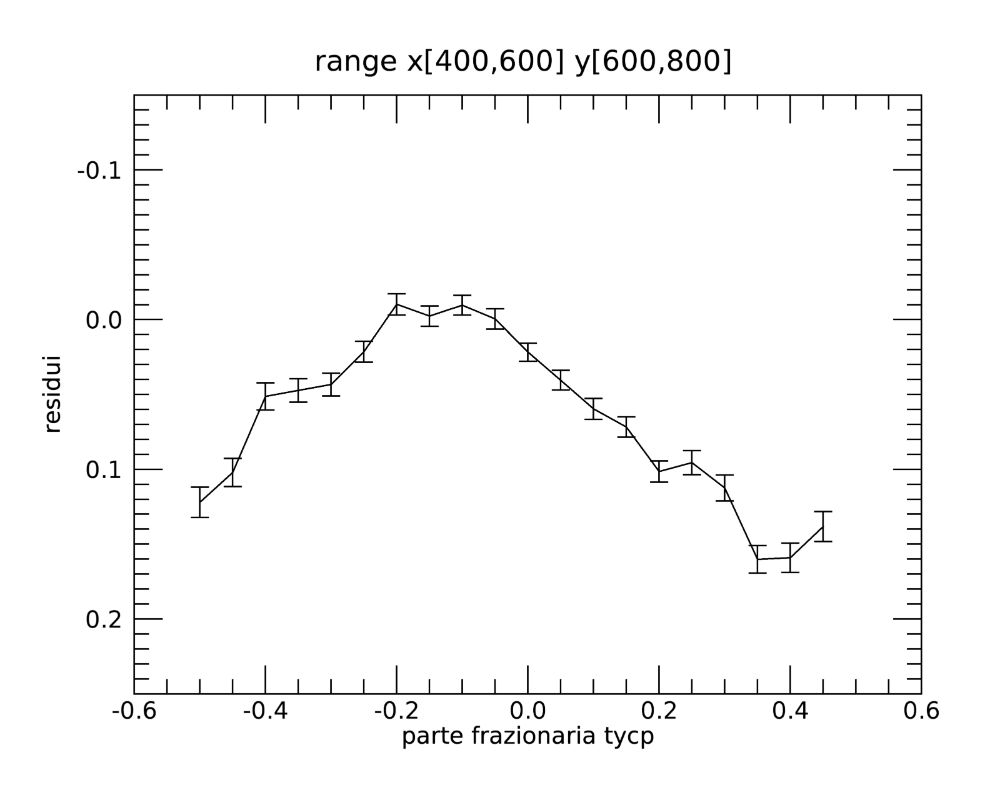 range x[400,600] y[600,800]
-0.1
0.0
0.1
0.2
residui
-0.6 -0.4 -0.2 0.0 0.2 0.4 0.6
parte frazionaria tycp